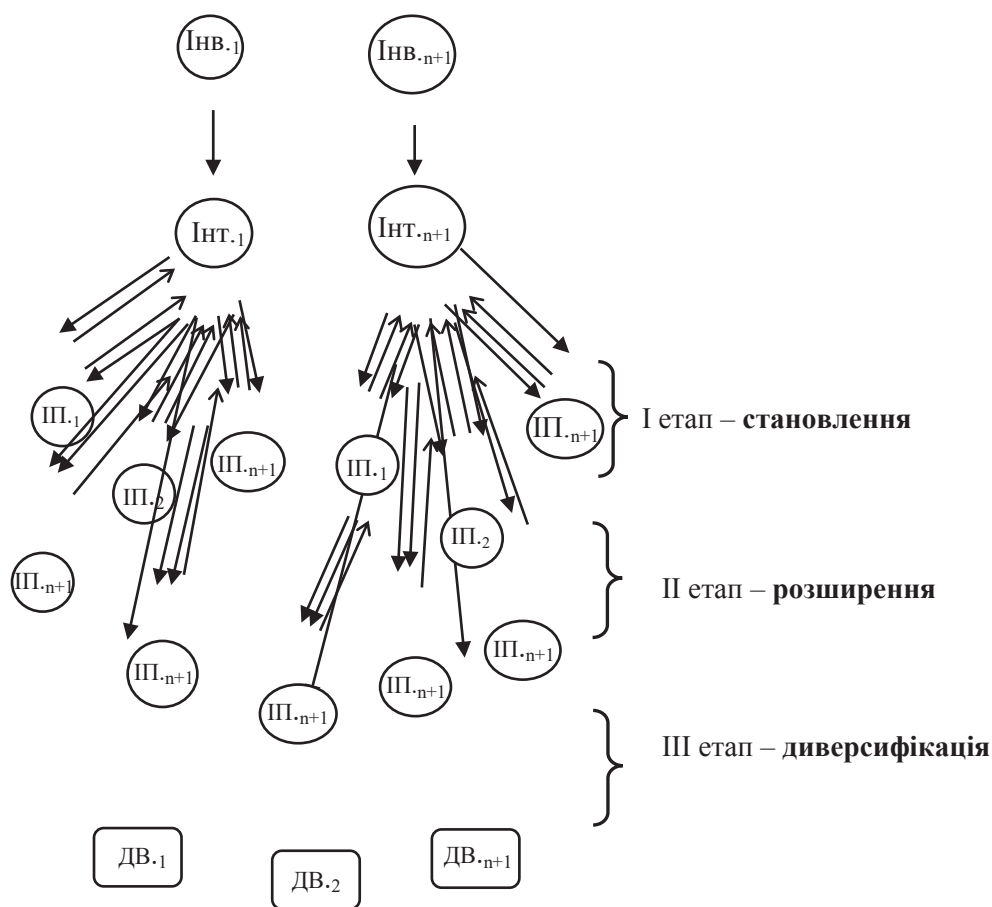 Інв.1
Інв.n+1
Інт.1
Інт.n+1
ІП.1
ІП.n+1
І етап – становлення
ІП.n+1
ІП.1
ІП.2
ІП.2
ІП.n+1
ІІ етап – розширення
ІП.n+1
ІП.n+1
ІП.n+1
ІП.n+1
ІІІ етап – диверсифікація
ДВ.1
ДВ.2
ДВ.n+1